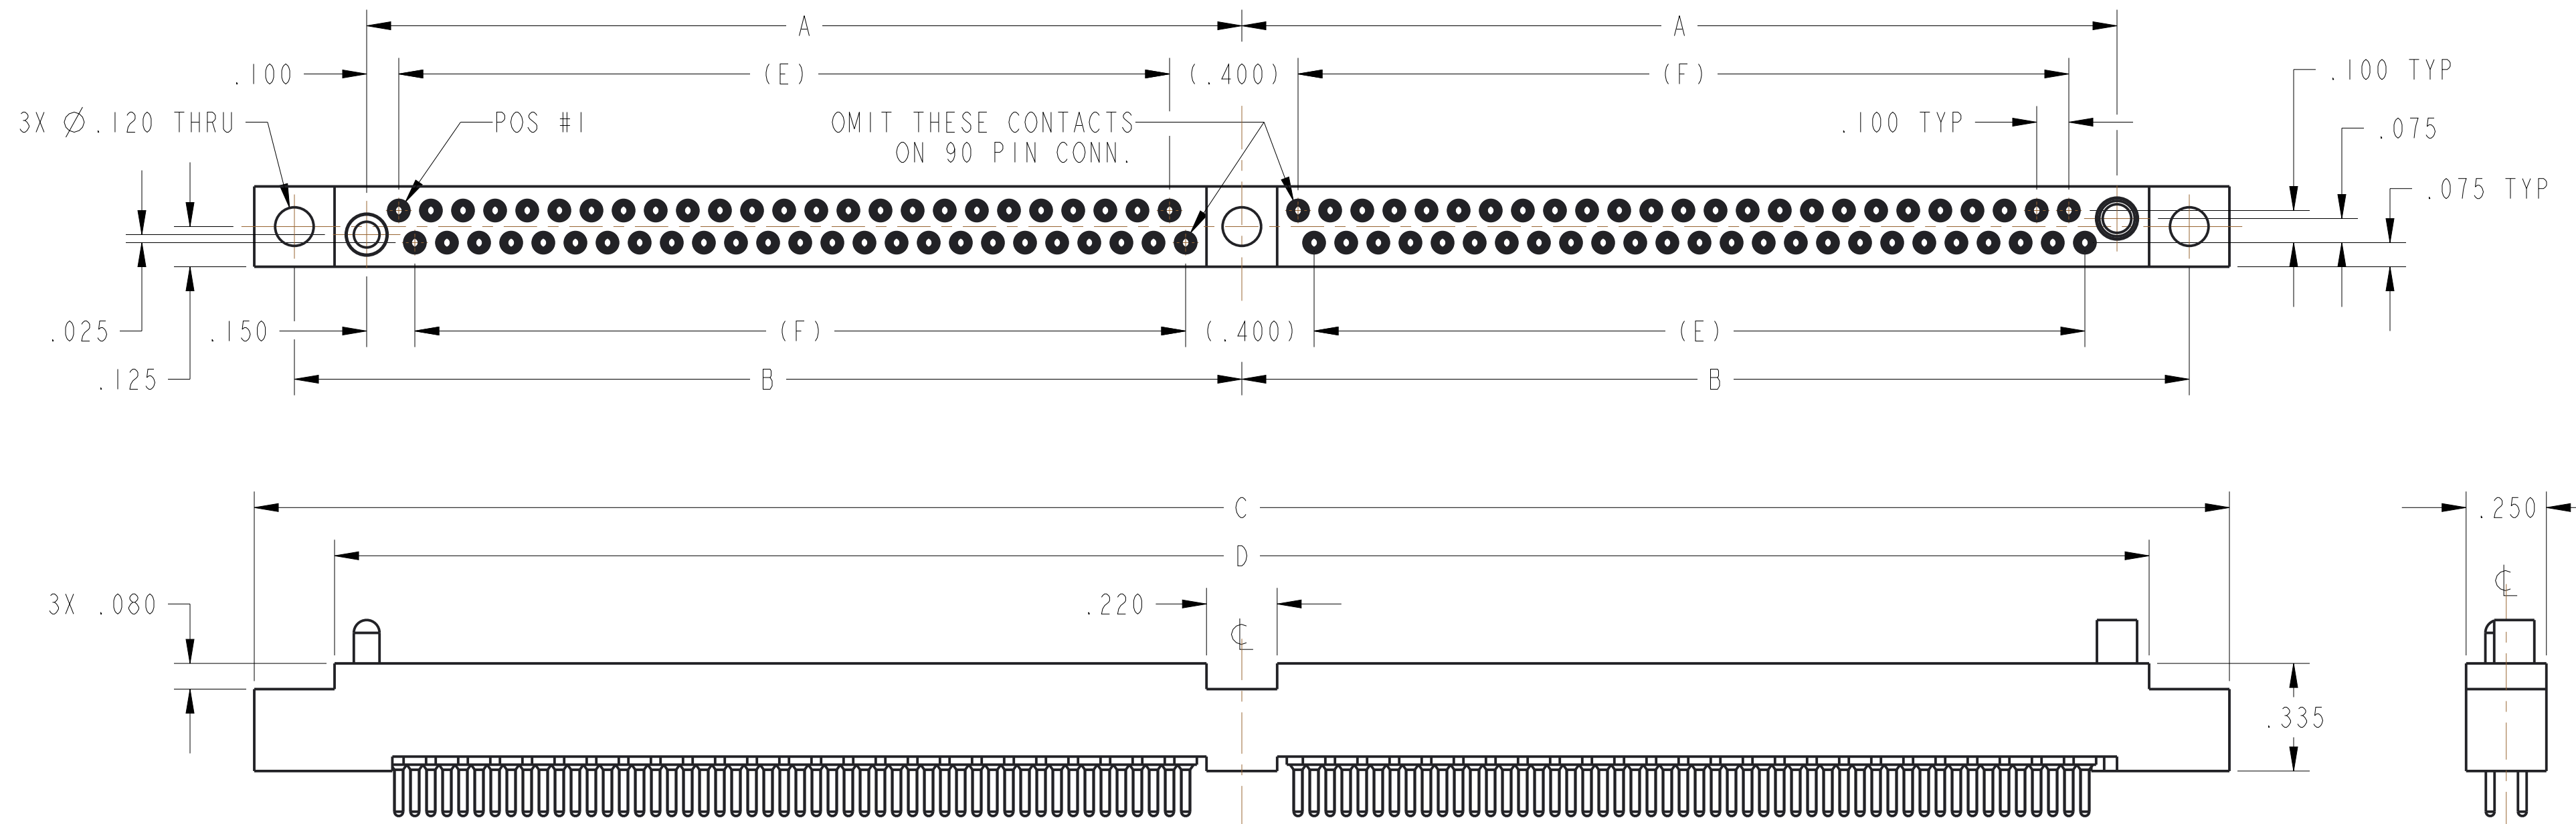 A
A
.100
(E)
(.400)
(F)
.100 TYP
3X Ø.120 THRU
POS #1
OMIT THESE CONTACTS
ON 90 PIN CONN.
.100 TYP
.075
.075 TYP
.025
.150
(F)
(.400)
(E)
.125
B
B
C
.250
D
3X .080
.220
℄
℄
.335